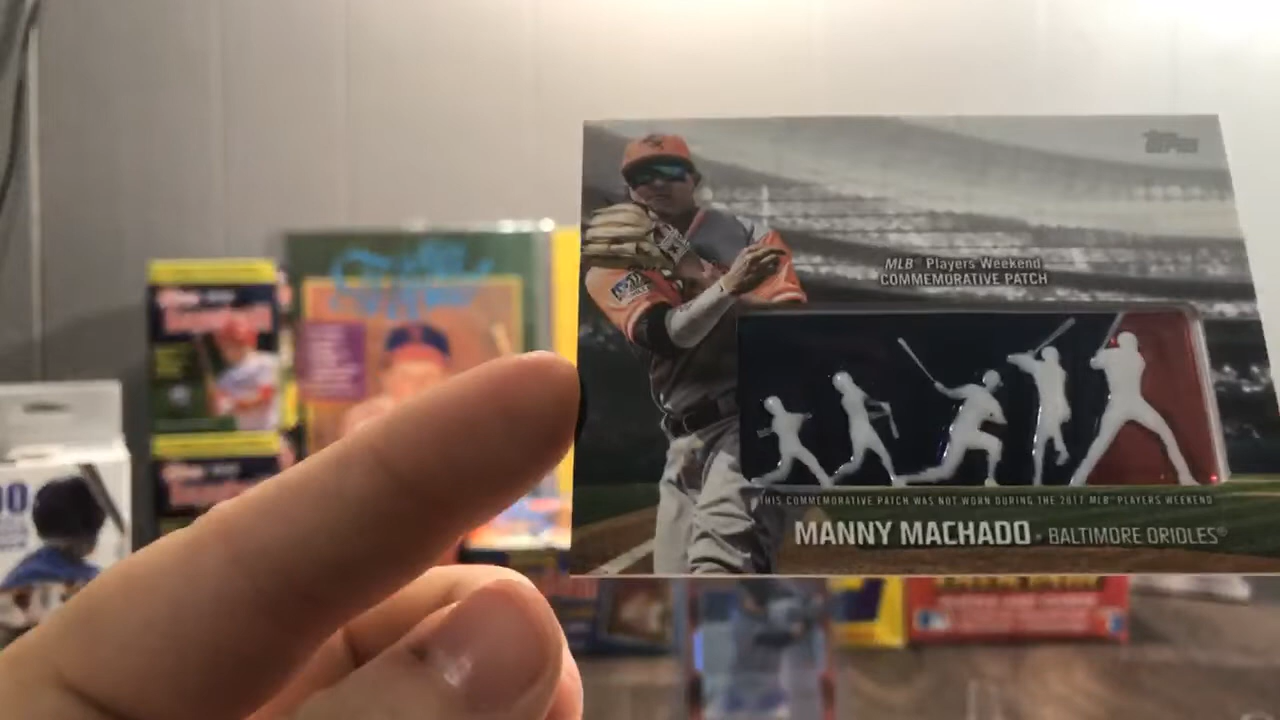 Topps
MLB® Players Weekend
COMMEMORATIVE PATCH
THIS COMMEMORATIVE PATCH WAS NOT WORN DURING THE 2017 MLB® PLAYERS WEEKEND
MANNY MACHADO · BALTIMORE ORIOLES®